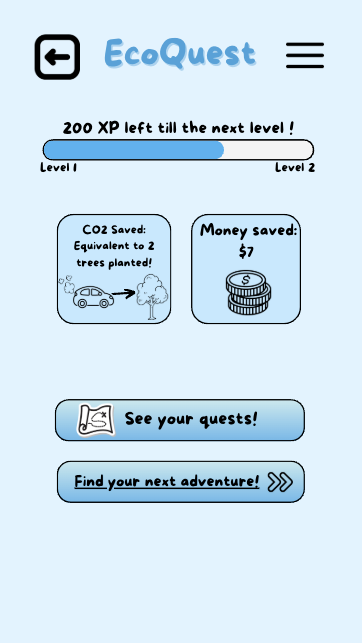 EcoQuest
200 XP left till the next level !
Level 1
Level 2
CO2 Saved:
Equivalent to 2
trees planted!
Money saved:
$7
See your quests!
Find your next adventure!